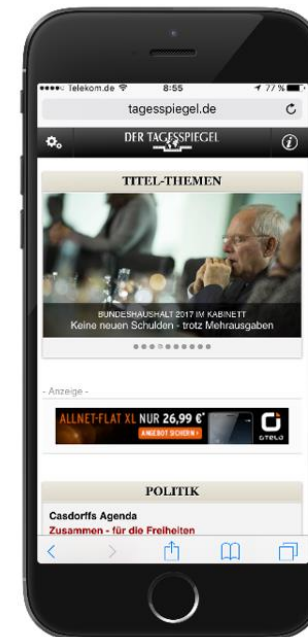 Telekom.de 8:55 77 %
tagesspiegel.de
DER TAGESSPIEGEL
TITEL-THEMEN
BUNDESHAUSHALT 2017 IM KABINETT
Keine neuen Schulden - trotz Mehrausgaben
- Anzeige -
ALLNET-FLAT XL NUR 26,99 €*
ANGEBOT SICHERN ›
OTELO
POLITIK
Casdorffs Agenda
Zusammen - für die Freiheiten